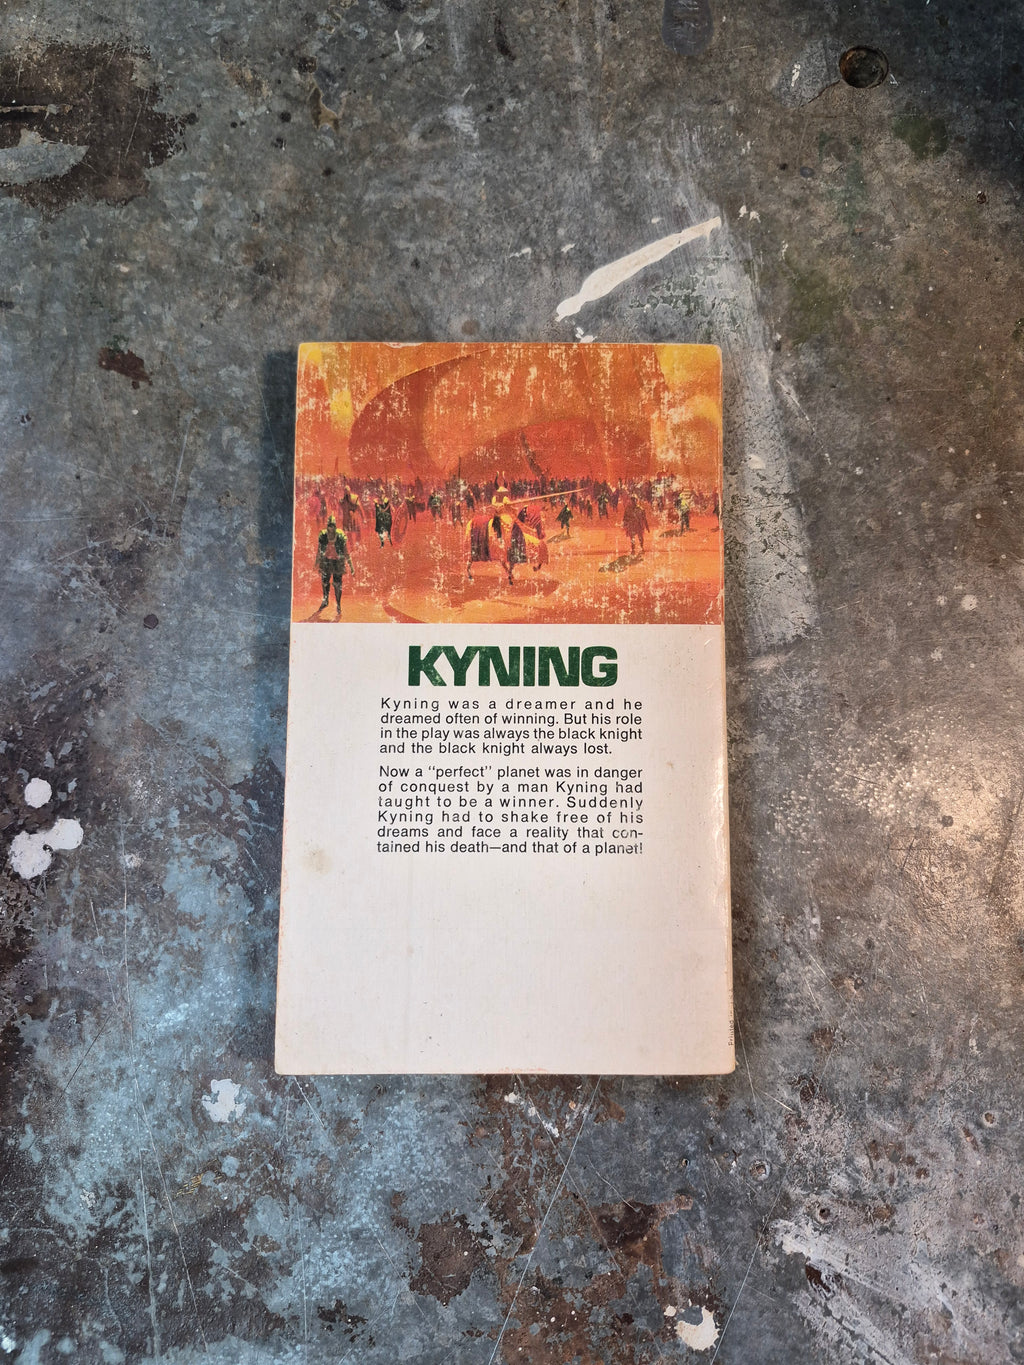 KYNING
Kyning was a dreamer and he
dreamed often of winning. But his role
in the play was always the black knight
and the black knight always lost.
Now a "perfect" planet was in danger
of conquest by a man Kyning had
taught to be a winner. Suddenly
Kyning had to shake free of his
dreams and face a reality that con-
tained his death—and that of a planet!
Printed